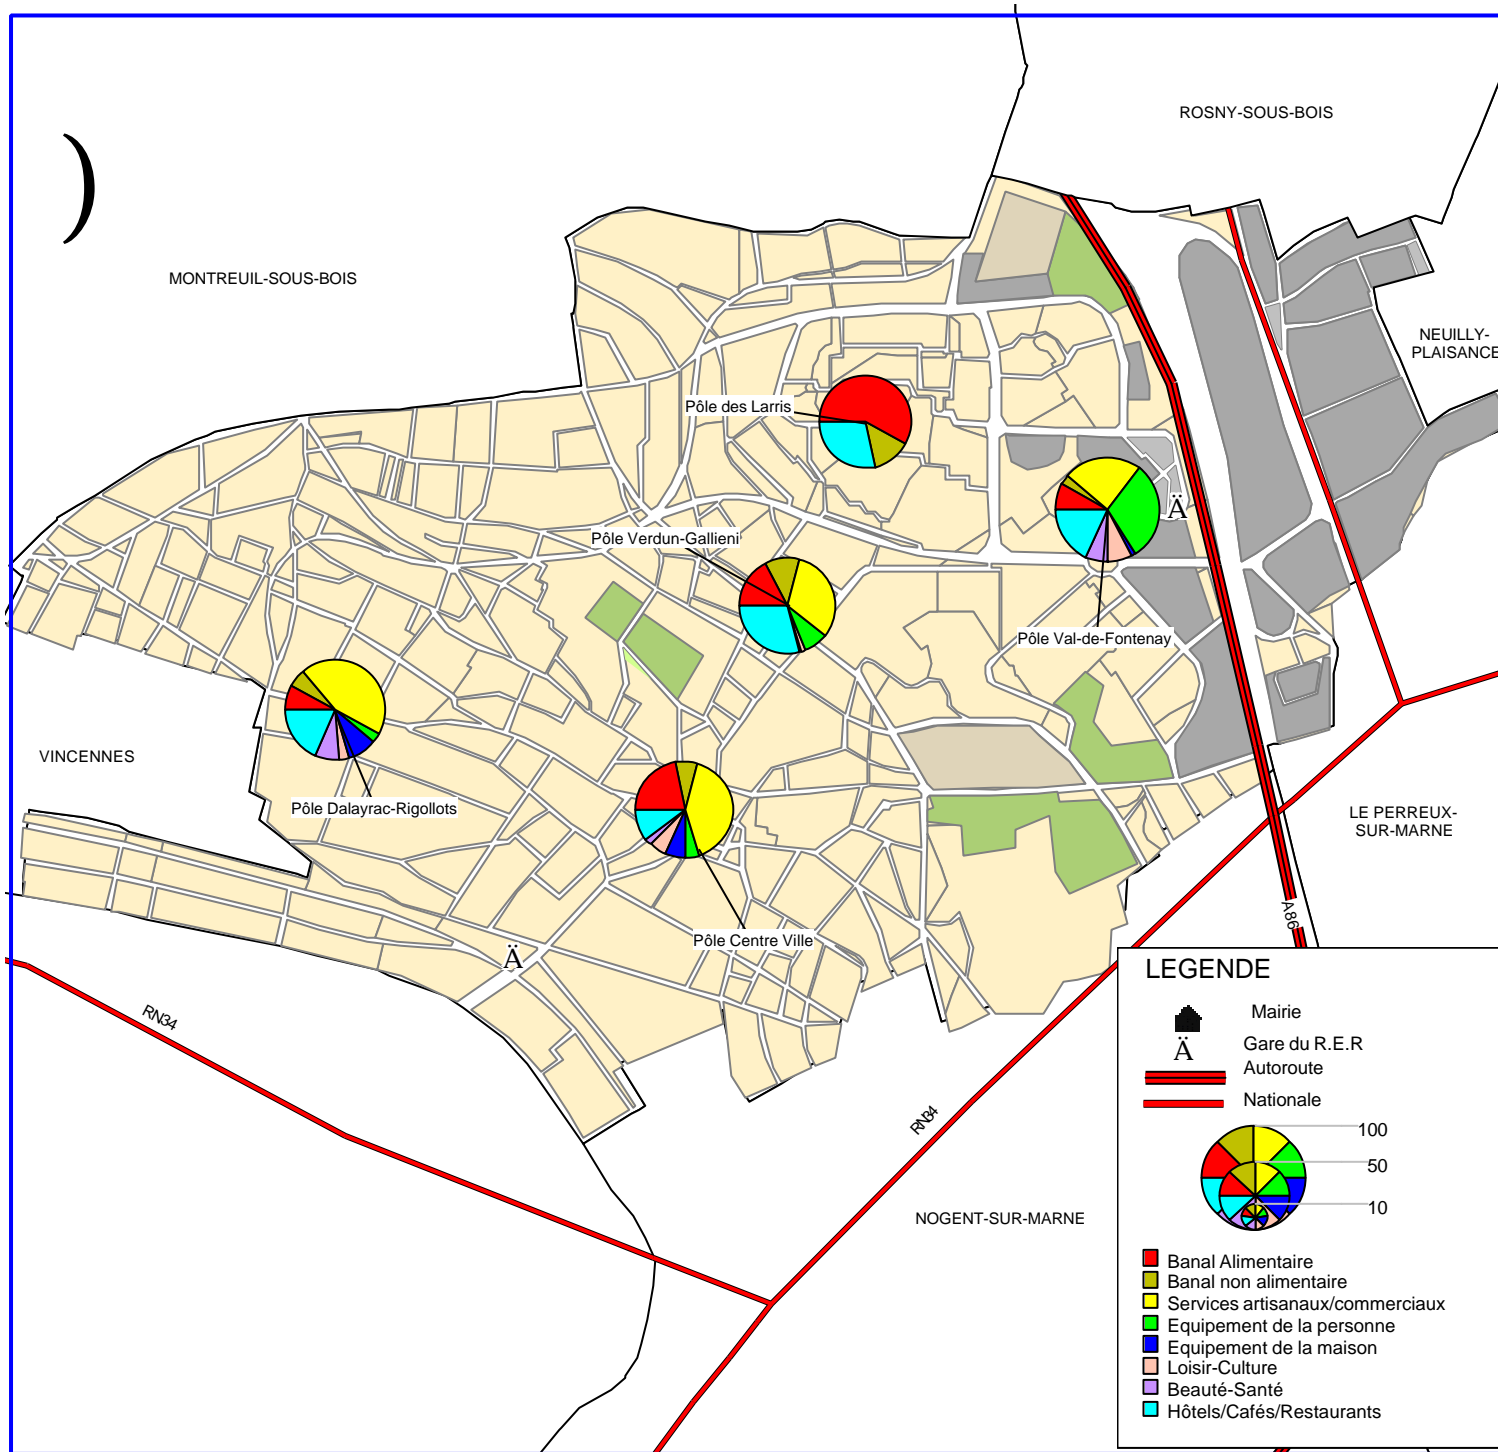 ROSNY-SOUS-BOIS
)
MONTREUIL-SOUS-BOIS
NEUILLY-
PLAISANCE
Pôle des Larris
Ä
Pôle Verdun-Gallieni
Pôle Val-de-Fontenay
VINCENNES
Pôle Dalayrac-Rigollots
LE PERREUX-
SUR-MARNE
A86
Pôle Centre Ville
Ä
RN34
RN34
NOGENT-SUR-MARNE
LEGENDE
Mairie
Ä Gare du R.E.R
Autoroute
Nationale
100
50
10
Banal Alimentaire
Banal non alimentaire
Services artisanaux/commerciaux
Equipement de la personne
Equipement de la maison
Loisir-Culture
Beauté-Santé
Hôtels/Cafés/Restaurants